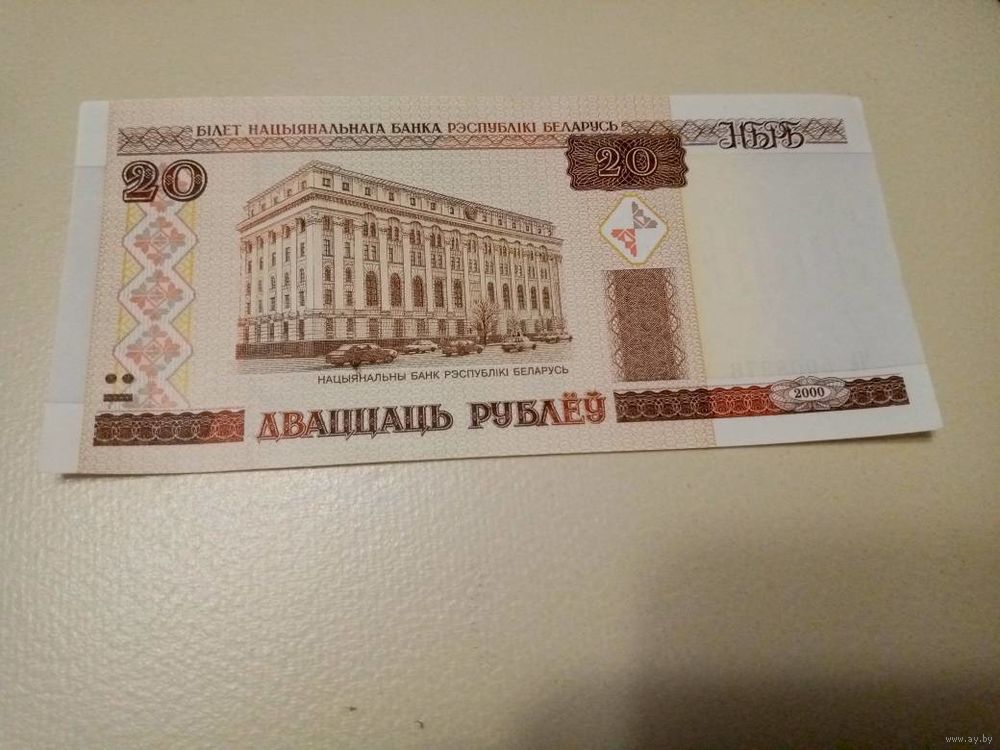 БІЛЕТ НАЦЫЯНАЛЬНАГА БАНКА РЭСПУБЛІКІ БЕЛАРУСЬ
НБРБ
20
20
НАЦЫЯНАЛЬНЫ БАНК РЭСПУБЛІКІ БЕЛАРУСЬ
ДВАЦЦАЦЬ РУБЛЁЎ
2000
www.ay.by